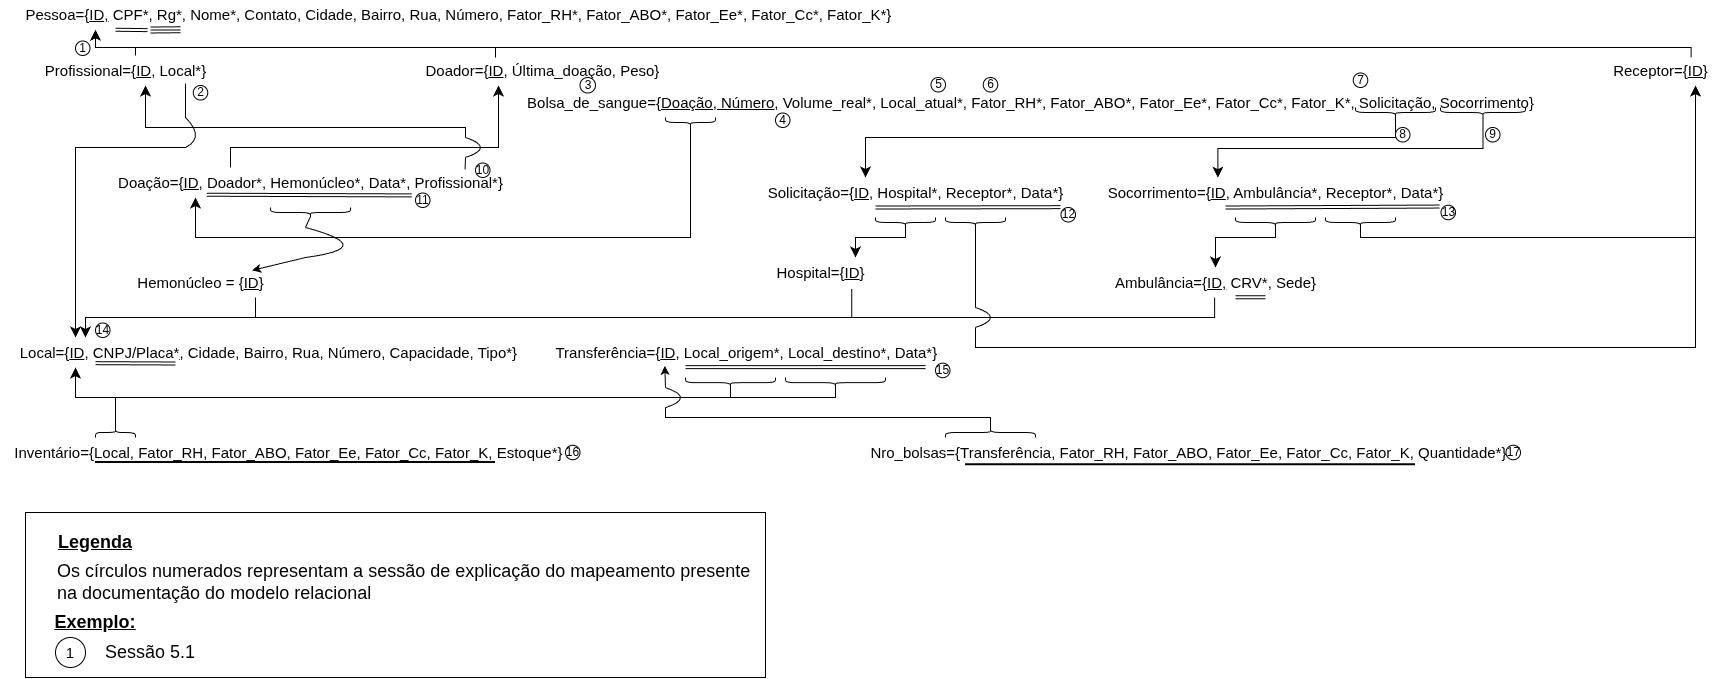 Pessoa={ID, CPF*, Rg*, Nome*, Contato, Cidade, Bairro, Rua, Número, Fator_RH*, Fator_ABO*, Fator_Ee*, Fator_Cc*, Fator_K*}
1
Profissional={ID, Local*}
Doador={ID, Última_doação, Peso}
Receptor={ID}
2
3
5
6
7
Bolsa_de_sangue={Doação, Número, Volume_real*, Local_atual*, Fator_RH*, Fator_ABO*, Fator_Ee*, Fator_Cc*, Fator_K*, Solicitação, Socorrimento}
4
8
9
10
Doação={ID, Doador*, Hemonúcleo*, Data*, Profissional*}
11
Solicitação={ID, Hospital*, Receptor*, Data*}
12
Socorrimento={ID, Ambulância*, Receptor*, Data*}
13
Hemonúcleo = {ID}
Hospital={ID}
Ambulância={ID, CRV*, Sede}
14
Local={ID, CNPJ/Placa*, Cidade, Bairro, Rua, Número, Capacidade, Tipo*}
Transferência={ID, Local_origem*, Local_destino*, Data*}
15
Inventário={Local, Fator_RH, Fator_ABO, Fator_Ee, Fator_Cc, Fator_K, Estoque*}
16
Nro_bolsas={Transferência, Fator_RH, Fator_ABO, Fator_Ee, Fator_Cc, Fator_K, Quantidade*}
17
Legenda
Os círculos numerados representam a sessão de explicação do mapeamento presente
na documentação do modelo relacional
Exemplo:
1
Sessão 5.1